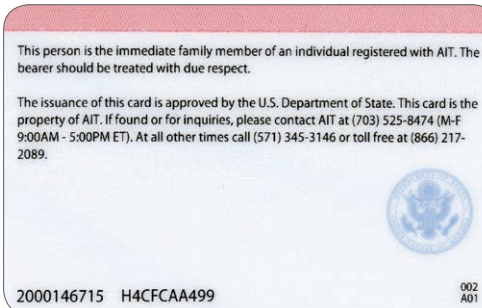 This person is the immediate family member of an individual registered with AIT. The
bearer should be treated with due respect.
The issuance of this card is approved by the U.S. Department of State. This card is the
property of AIT. If found or for inquiries, please contact AIT at (703) 525-8474 (M-F
9:00AM - 5:00PM ET). At all other times call (571) 345-3146 or toll free at (866) 217-
2089.
2000146715 H4CFCAA499
002
A01